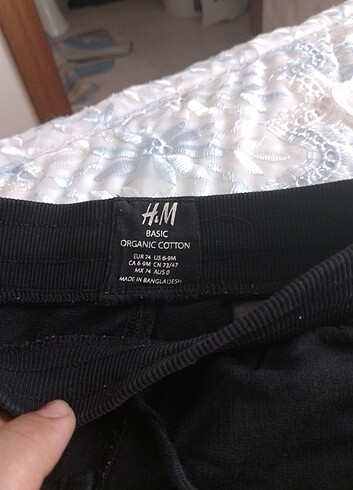 H&M
BASIC
ORGANIC COTTON
EUR 74 US 6-9M
CA 6-9M CN 73/47
MX 74 AUS 0
MADE IN BANGLADESH